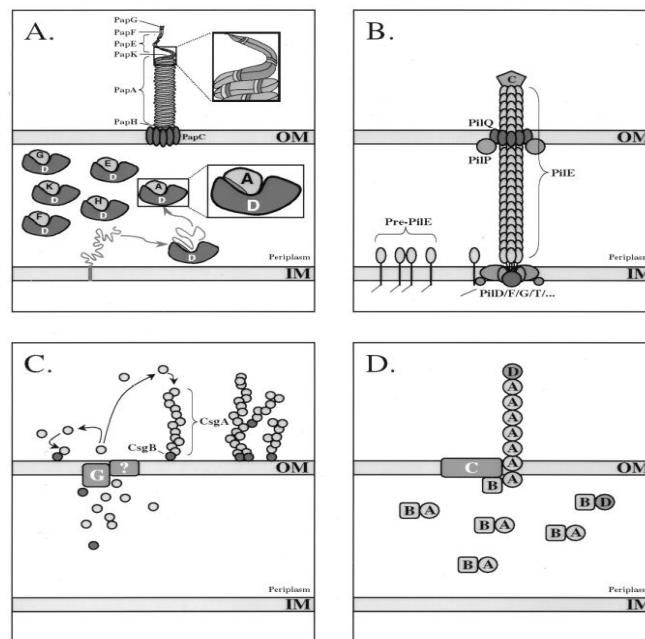 A.
PapG
PapF
PapE
PapK
PapA
PapH
PapC
OM
G
D
E
D
K
D
H
D
A
D
A
D
F
D
D
Periplasm
IM
B.
C
PilQ
OM
PilP
PilE
Pre-PilE
Periplasm
IM
PilD/F/G/T/...
C.
CsgA
CsgB
G
?
OM
Periplasm
IM
D.
D
A
A
A
A
A
A
C
OM
B
A
B D
B A
B A
B A
B A
Periplasm
IM